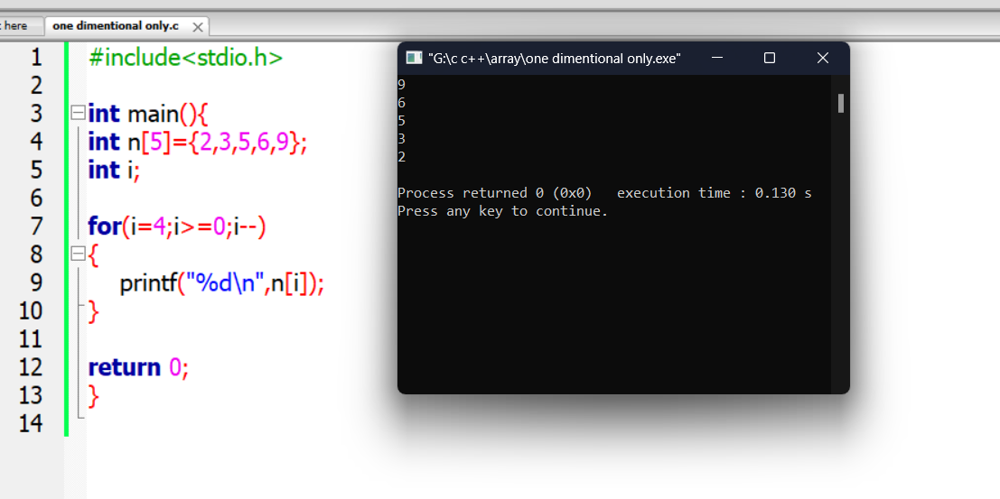 : here
one dimentional only.c
1 #include<stdio.h>
2
3 int main(){
4 int n[5]={2,3,5,6,9};
5 int i;
6
7 for(i=4;i>=0;i--)
8 {
9 printf("%d\n",n[i]);
10 }
11
12 return 0;
13 }
14
"G:\c c++\array\one dimentional only.exe"
9
6
5
3
2
Process returned 0 (0x0)   execution time : 0.130 s
Press any key to continue.